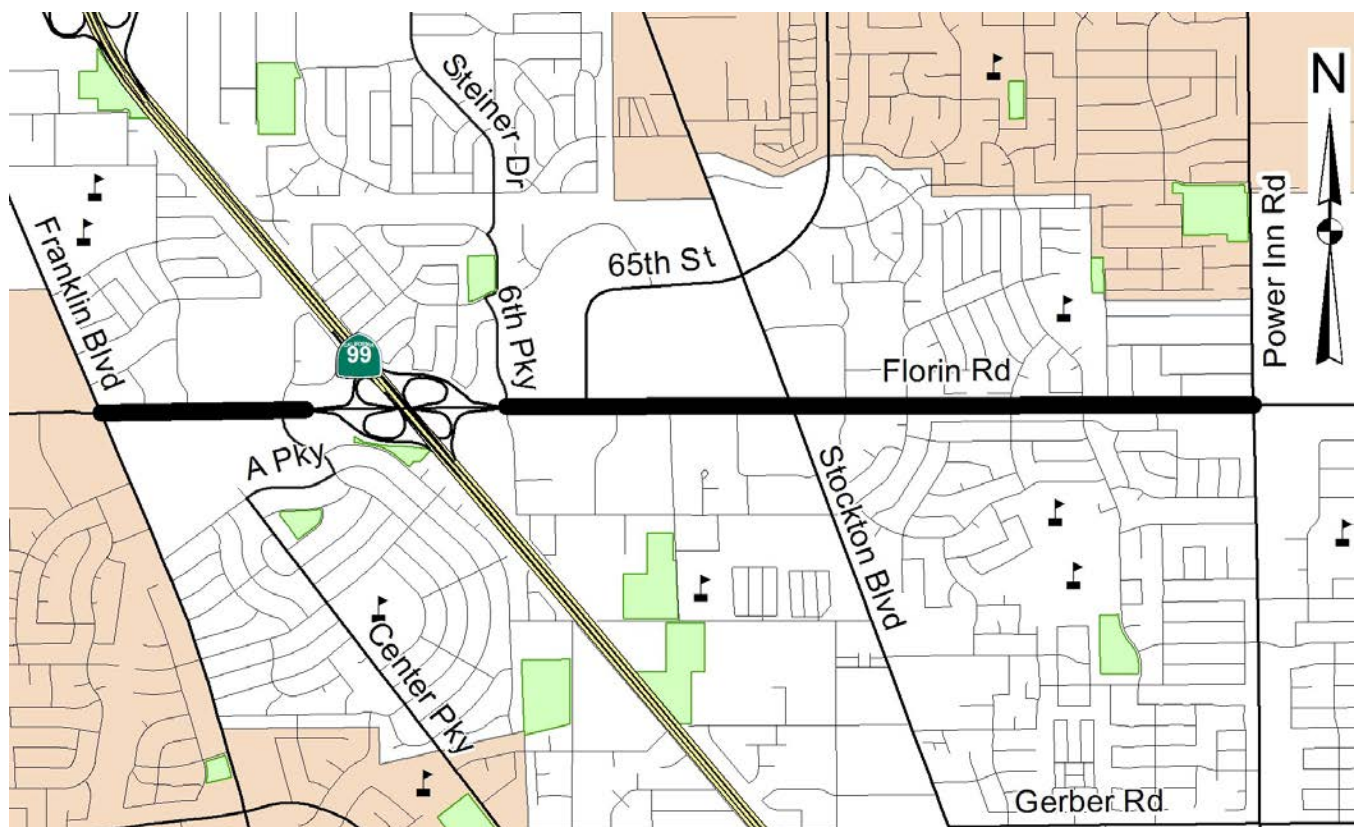 N
Steiner Dr
Franklin Blvd
65th St
6th Pky
Power Inn Rd
CALIFORNIA
99
Florin Rd
A Pky
Stockton Blvd
Center Pky
Gerber Rd